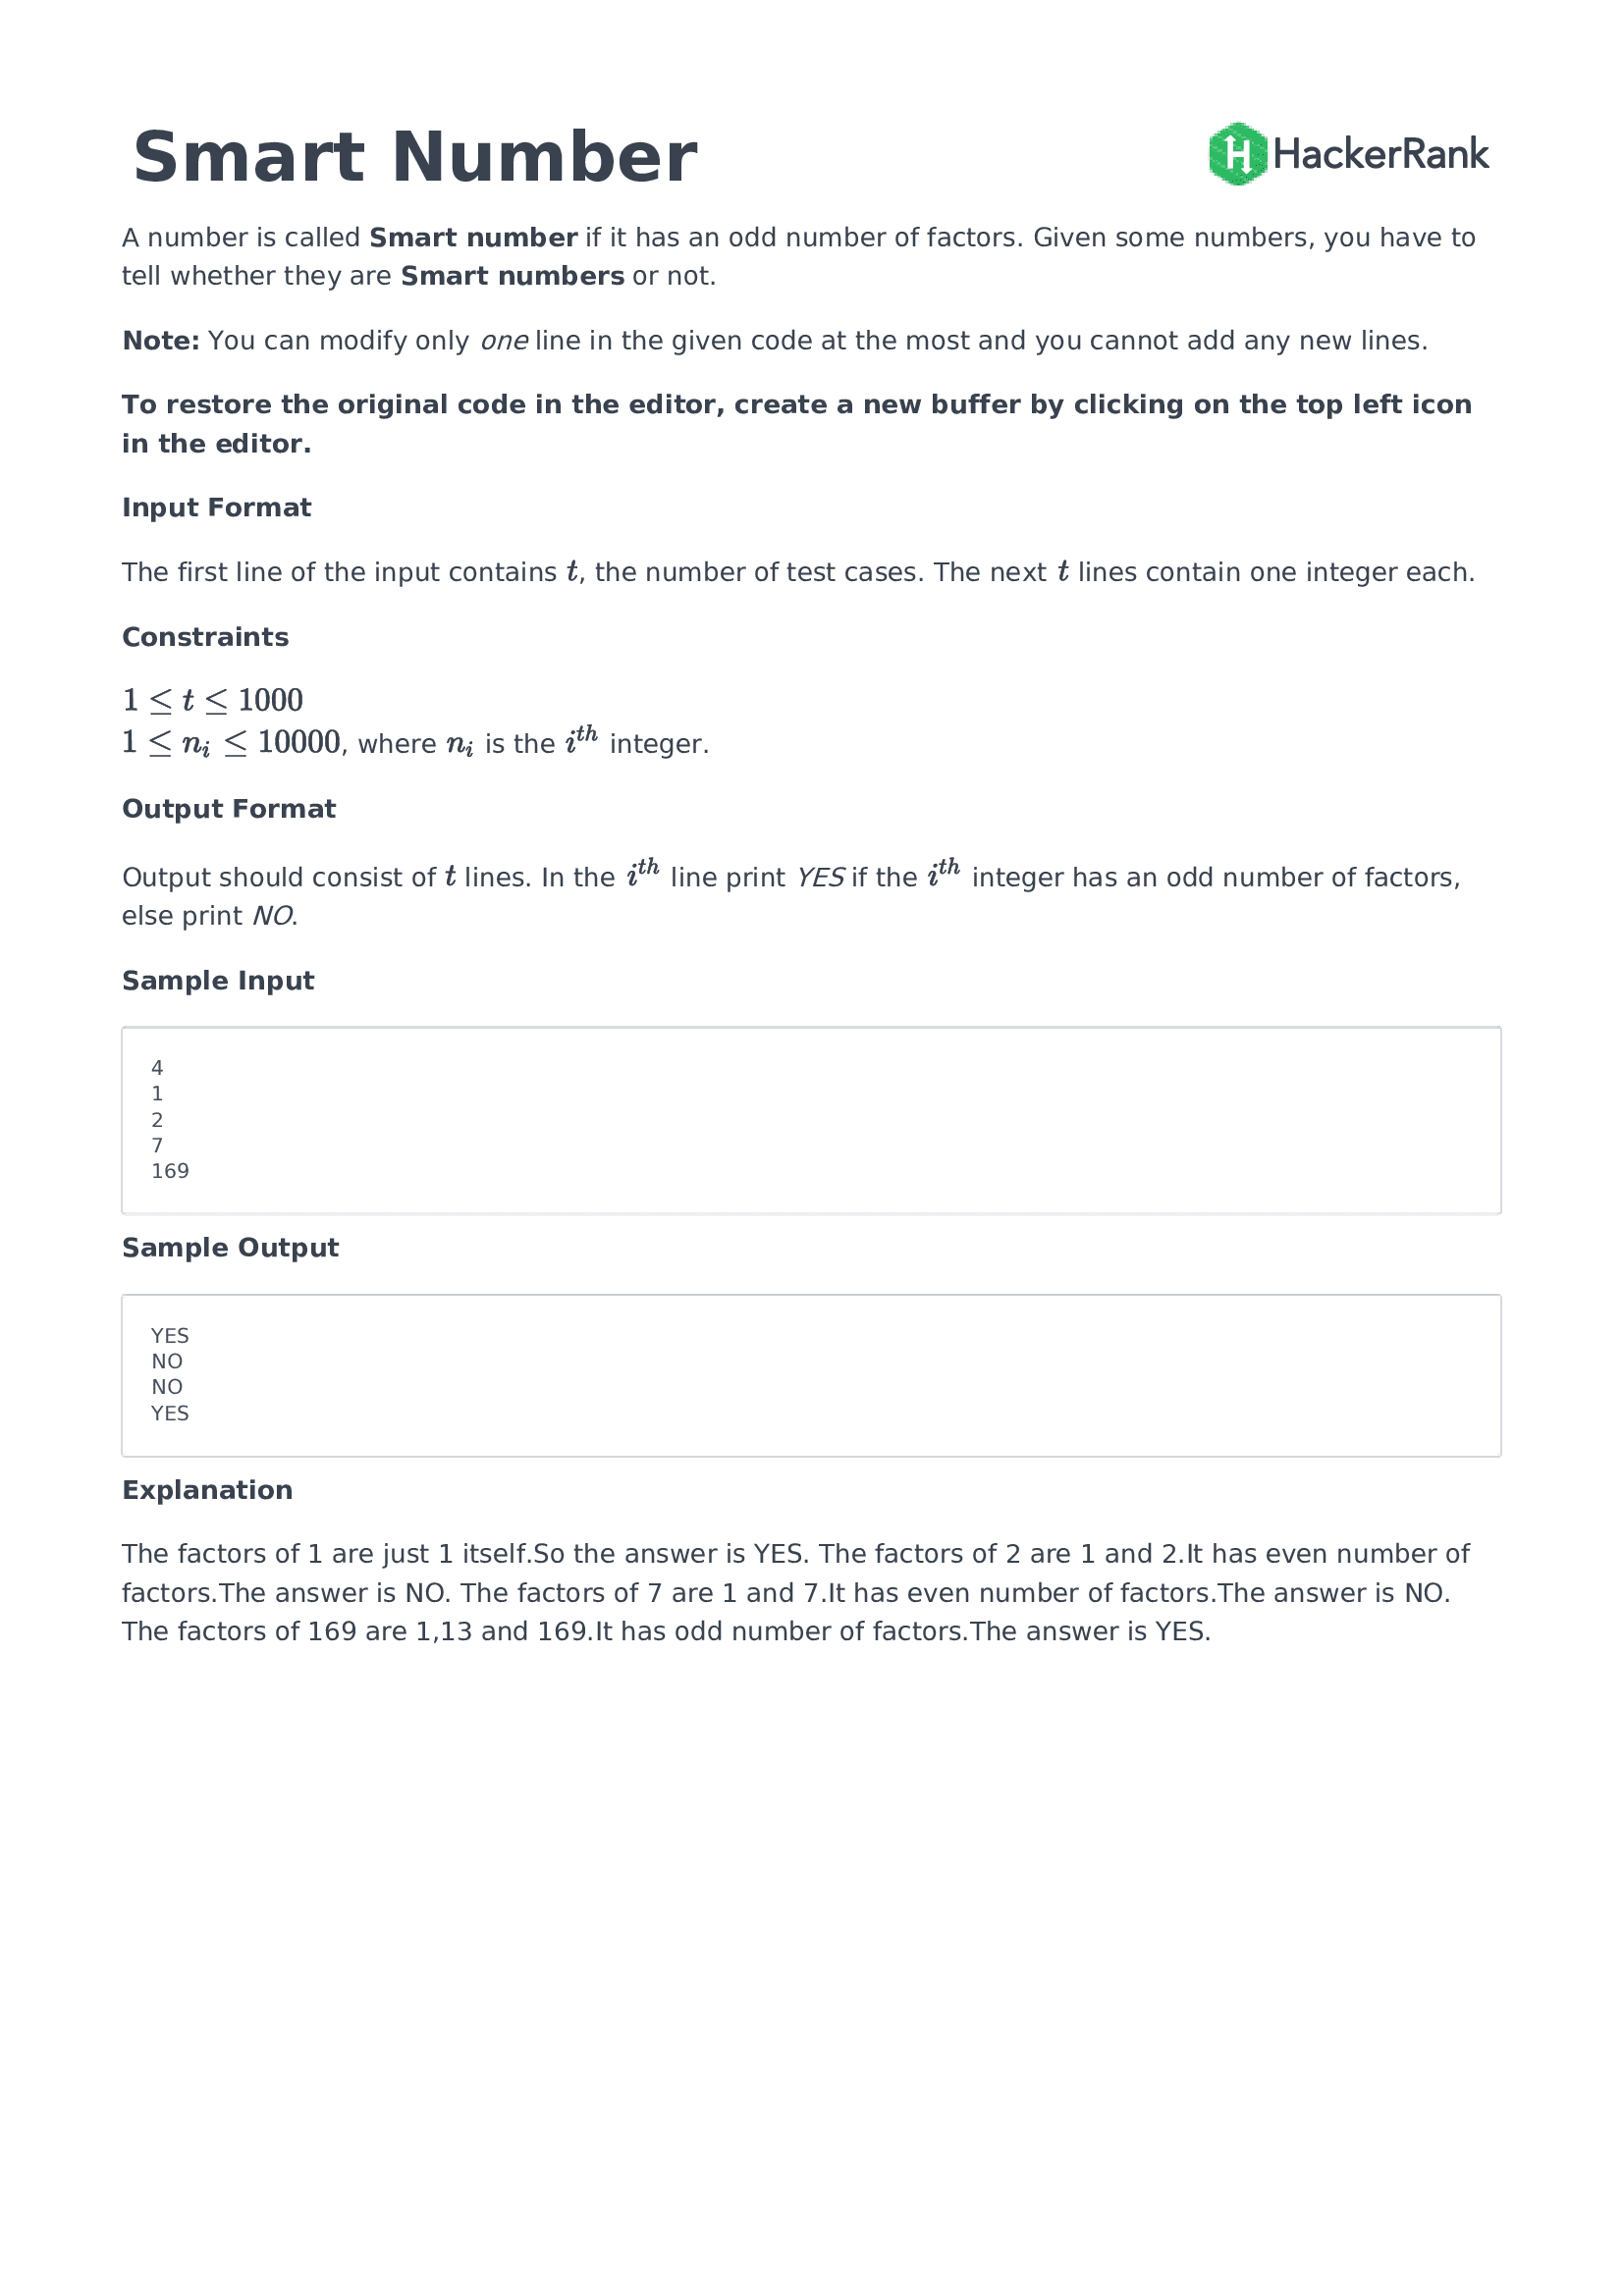 Smart Number
HackerRank
A number is called Smart number if it has an odd number of factors. Given some numbers, you have to
tell whether they are Smart numbers or not.
Note: You can modify only one line in the given code at the most and you cannot add any new lines.
To restore the original code in the editor, create a new buffer by clicking on the top left icon
in the editor.
Input Format
The first line of the input contains t, the number of test cases. The next t lines contain one integer each.
Constraints
1 ≤ t ≤ 1000
1 ≤ nᵢ ≤ 10000, where nᵢ is the iᵗʰ integer.
Output Format
Output should consist of t lines. In the iᵗʰ line print YES if the iᵗʰ integer has an odd number of factors,
else print NO.
Sample Input
4
1
2
7
169
Sample Output
YES
NO
NO
YES
Explanation
The factors of 1 are just 1 itself.So the answer is YES. The factors of 2 are 1 and 2.It has even number of
factors.The answer is NO. The factors of 7 are 1 and 7.It has even number of factors.The answer is NO.
The factors of 169 are 1,13 and 169.It has odd number of factors.The answer is YES.